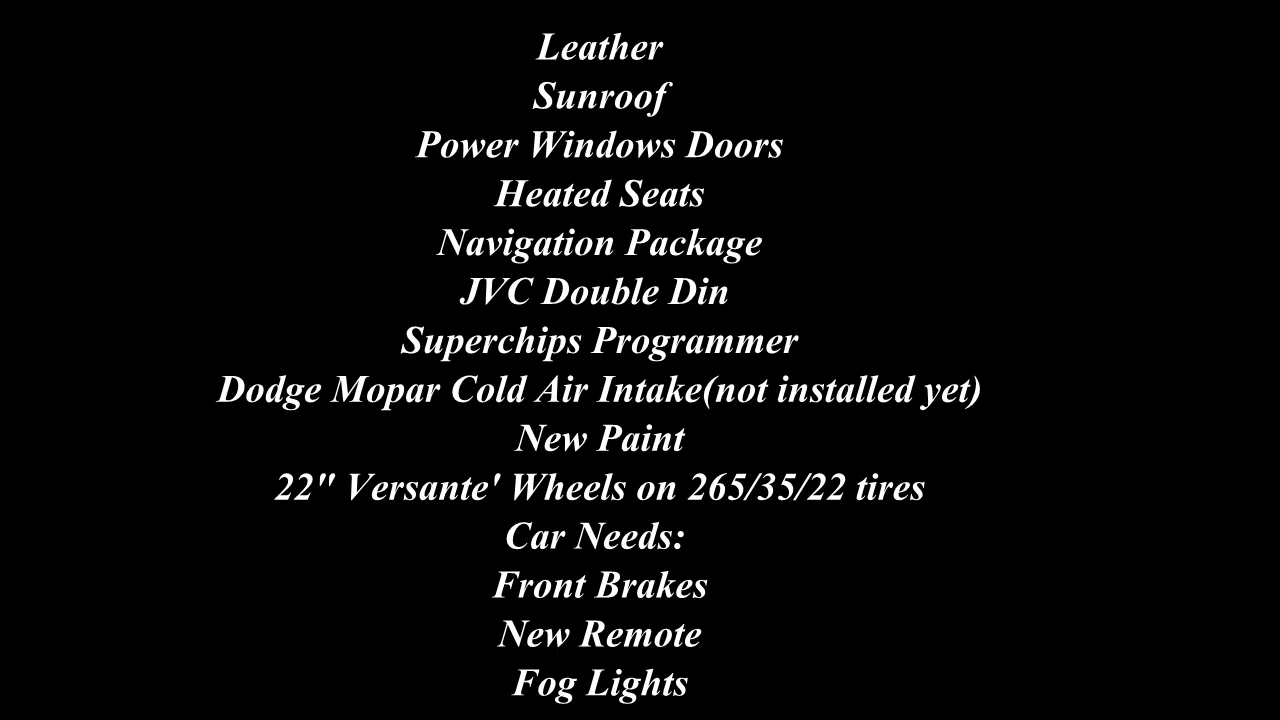 Leather
Sunroof
Power Windows Doors
Heated Seats
Navigation Package
JVC Double Din
Superchips Programmer
Dodge Mopar Cold Air Intake(not installed yet)
New Paint
22" Versante' Wheels on 265/35/22 tires
Car Needs:
Front Brakes
New Remote
Fog Lights